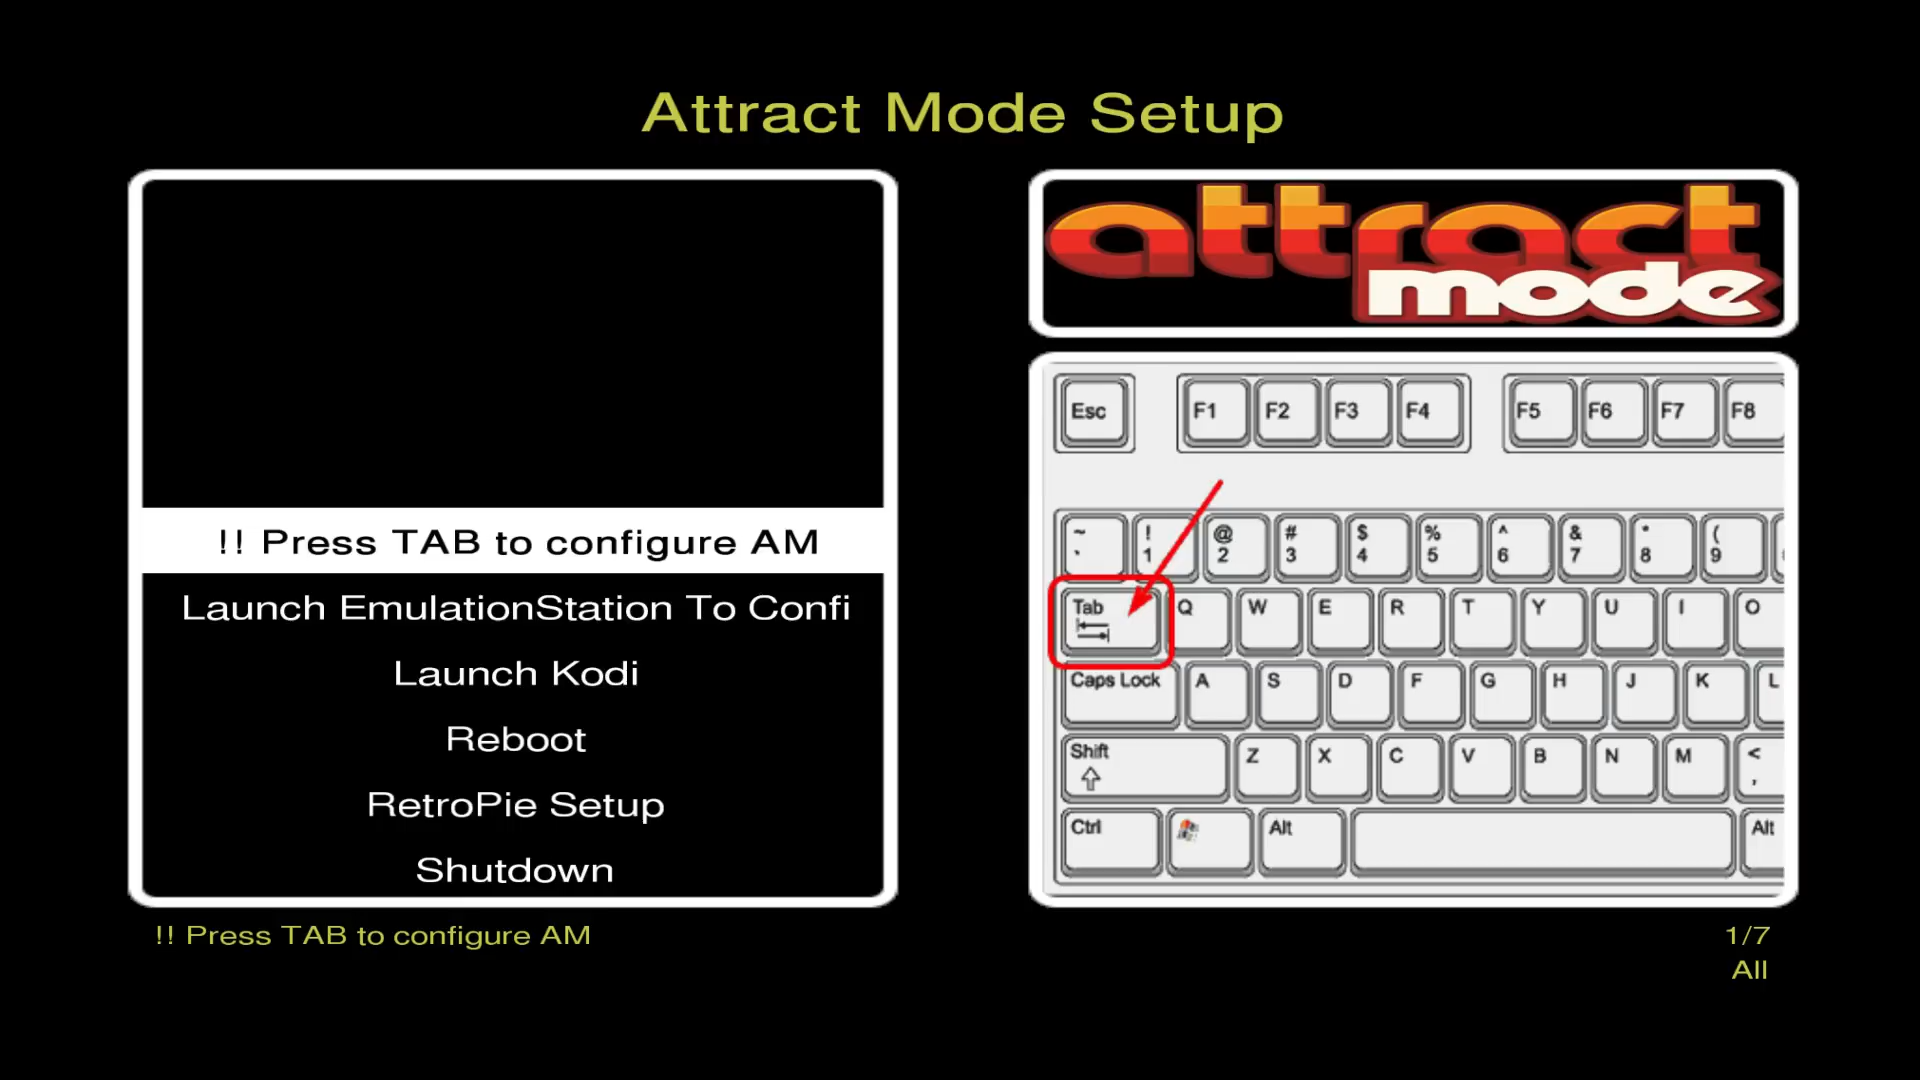 Attract Mode Setup
!! Press TAB to configure AM
Launch EmulationStation To Confi
Launch Kodi
Reboot
RetroPie Setup
Shutdown
!! Press TAB to configure AM
attract
mode
Esc F1 F2 F3 F4 F5 F6 F7 F8
~ ! @ # $ % ^ & * (
` 1 2 3 4 5 6 7 8 9
Tab Q W E R T Y U I O
Caps Lock A S D F G H J K L
Shift Z X C V B N M <
,
Ctrl Alt Alt
1/7
All